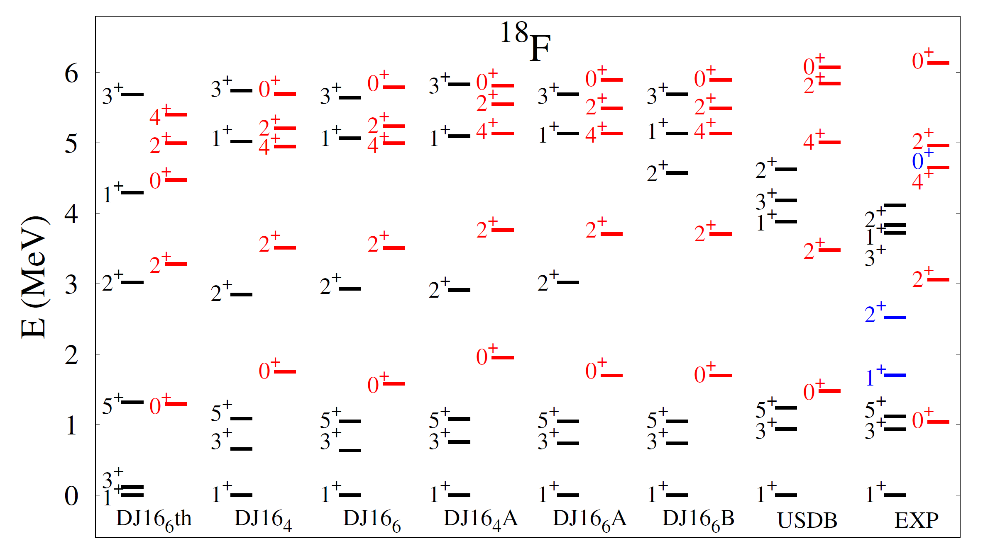 ¹⁸F
E (MeV)
6
5
4
3
2
1
0
3⁺ 1⁺ 2⁺ 5⁺ 3⁺ 1⁺
4⁺ 2⁺ 0⁺ 2⁺ 0⁺
DJ16₆th
3⁺ 1⁺ 2⁺ 5⁺ 3⁺ 1⁺
0⁺ 2⁺ 4⁺ 2⁺ 0⁺
DJ16₄
3⁺ 1⁺ 2⁺ 5⁺ 3⁺ 1⁺
0⁺ 2⁺ 4⁺ 2⁺ 0⁺
DJ16₆
3⁺ 1⁺ 2⁺ 5⁺ 3⁺ 1⁺
0⁺ 2⁺ 4⁺ 2⁺ 0⁺
DJ16₄A
3⁺ 1⁺ 2⁺ 5⁺ 3⁺ 1⁺
0⁺ 2⁺ 4⁺ 2⁺ 0⁺
DJ16₆A
3⁺ 1⁺ 2⁺ 5⁺ 3⁺ 1⁺
0⁺ 2⁺ 4⁺ 2⁺ 0⁺
DJ16₆B
2⁺ 3⁺ 1⁺ 5⁺ 3⁺ 1⁺
0⁺ 2⁺ 4⁺ 2⁺ 0⁺
USDB
2⁺ 1⁺ 3⁺ 2⁺ 1⁺ 5⁺ 3⁺ 1⁺
0⁺ 2⁺ 0⁺ 4⁺ 2⁺ 0⁺
EXP